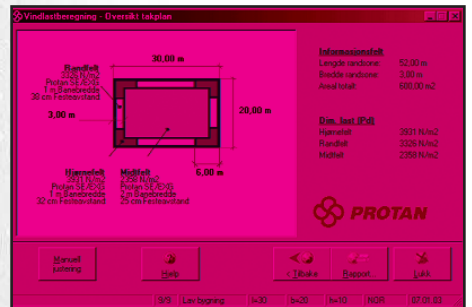 Vindlastberegning - Oversikt takplan
30,00 m
Randfelt
3326 N/m2
Protan SE/EXG
1 m Banebredde
38 cm Festeavstand
3,00 m
20,00 m
6,00 m
Hjørnefelt
3931 N/m2
Protan SE/EXG
1 m Banebredde
32 cm Festeavstand
Midtfelt
2358 N/m2
Protan SE/EXG
2 m Banebredde
25 cm Festeavstand
Informasjonsfelt
Lengde randsone: 52,00 m
Bredde randsone: 3,00 m
Areal totalt: 600,00 m2
Dim. last (Pd)
Hjørnefelt 3931 N/m2
Randfelt 3326 N/m2
Midtfelt 2358 N/m2
PROTAN
Manuell
justering
Hjelp
< Tilbake
Rapport...
Lukk
9/9 Lav bygning l=30 b=20 h=10 NOR 07.01.03